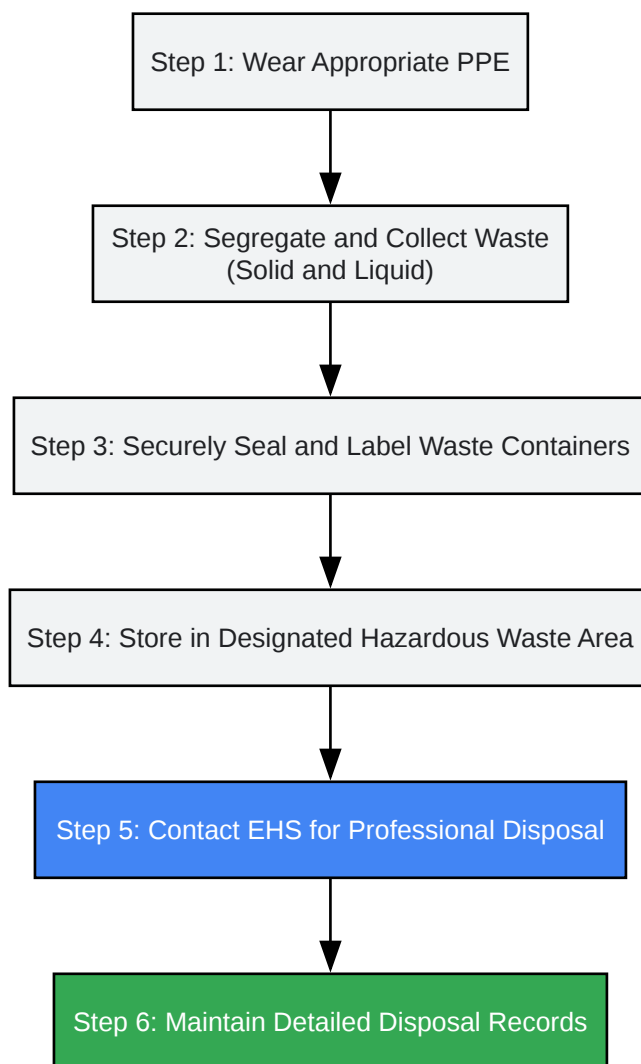 Step 1: Wear Appropriate PPE
Step 2: Segregate and Collect Waste
(Solid and Liquid)
Step 3: Securely Seal and Label Waste Containers
Step 4: Store in Designated Hazardous Waste Area
Step 5: Contact EHS for Professional Disposal
Step 6: Maintain Detailed Disposal Records